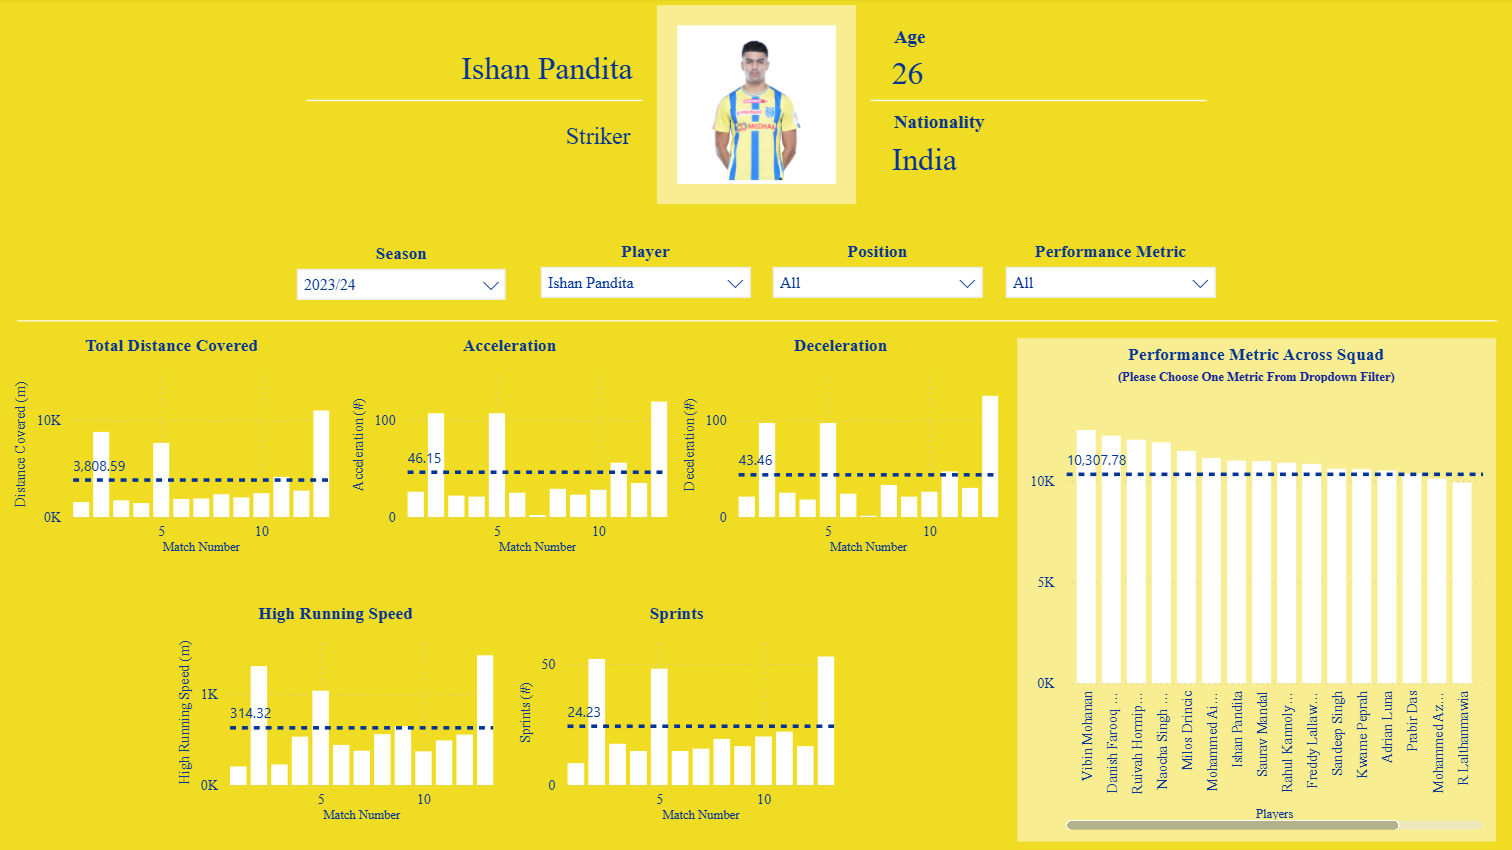 Ishan Pandita
Striker
MEDHA
Age
26
Nationality
India
Season
2023/24
Player
Ishan Pandita
Position
All
Performance Metric
All
Total Distance Covered
Distance Covered (m)
10K
0K
3,808.59
5
10
Match Number
Acceleration
Acceleration (#)
100
0
46.15
5
10
Match Number
Deceleration
Deceleration (#)
100
0
43.46
5
10
Match Number
High Running Speed
High Running Speed (m)
1K
0K
314.32
5
10
Match Number
Sprints
Sprints (#)
50
0
24.23
5
10
Match Number
Performance Metric Across Squad
(Please Choose One Metric From Dropdown Filter)
10,307.78
10K
5K
0K
Vibin Mohanan
Danish Farooq ...
Ruivah Hormip...
Naocha Singh ...
Milos Drincic
Mohammed Ai...
Ishan Pandita
Saurav Mandal
Rahul Kannoly...
Freddy Lallaw...
Sandeep Singh
Kwame Peprah
Adrian Luna
Prabir Das
Mohammed Az...
R Lalthanmawia
Players